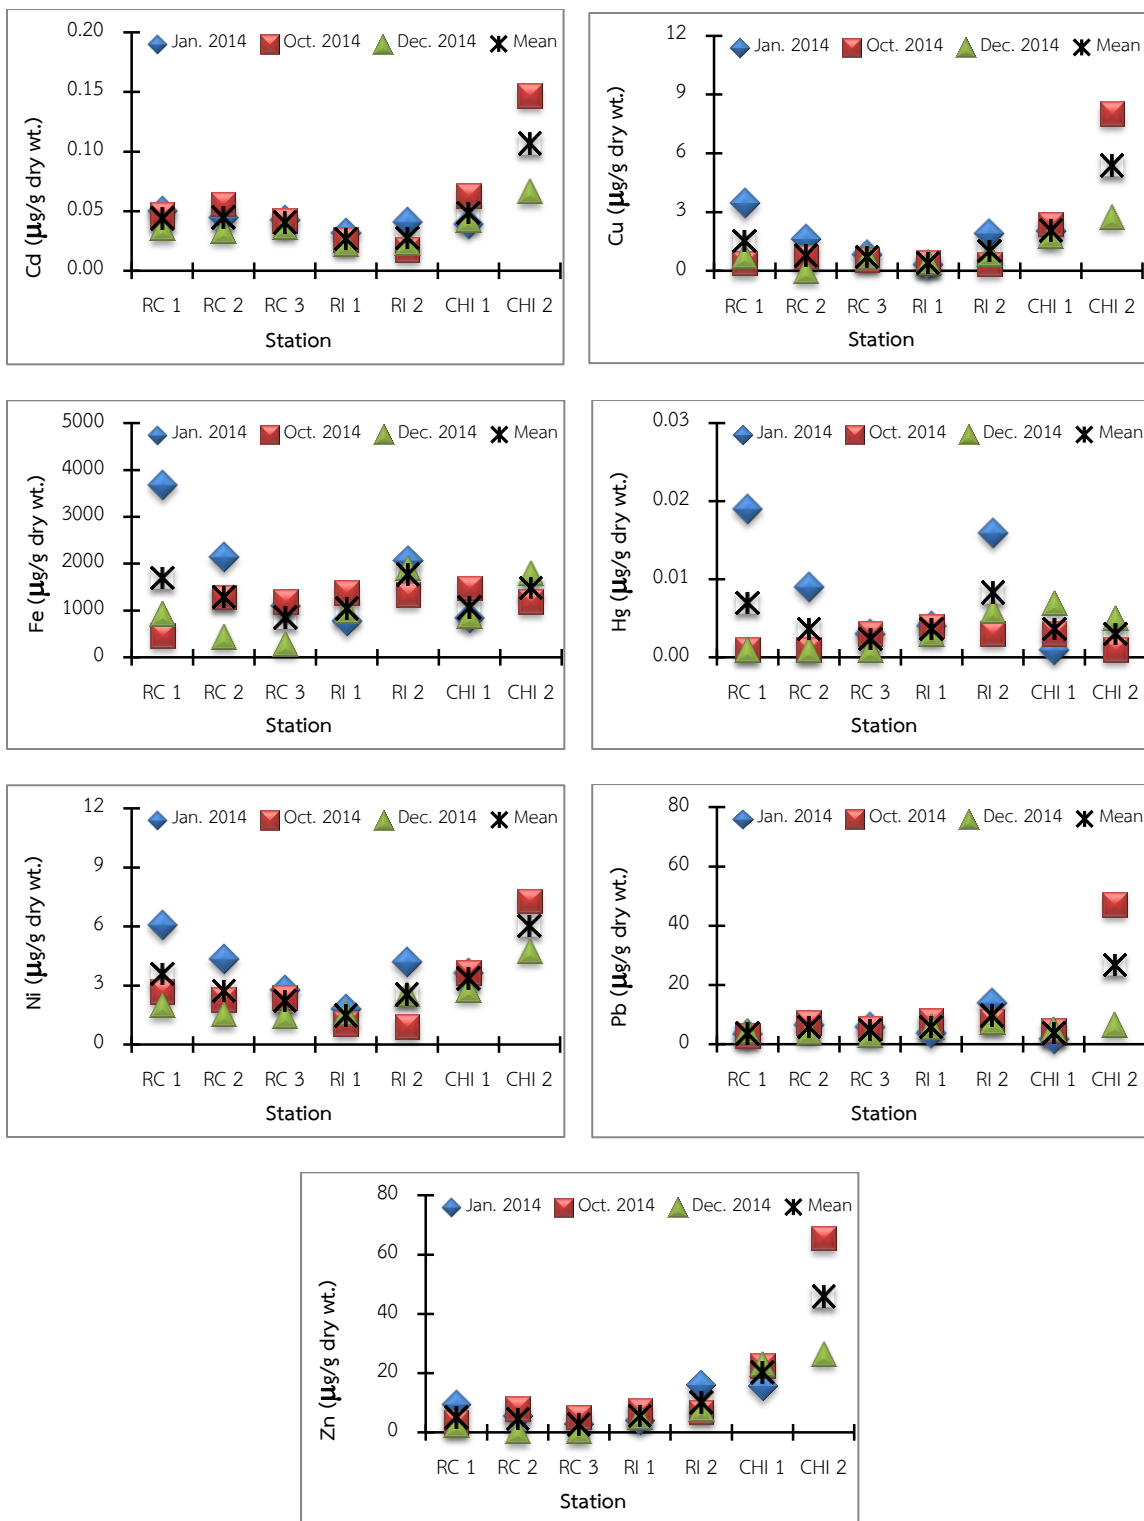 Cd (µg/g dry wt.)
0.20
0.15
0.10
0.05
0.00
Jan. 2014 Oct. 2014 Dec. 2014 Mean
RC 1 RC 2 RC 3 RI 1 RI 2 CHI 1 CHI 2
Station
Cu (µg/g dry wt.)
12
9
6
3
0
Jan. 2014 Oct. 2014 Dec. 2014 Mean
RC 1 RC 2 RC 3 RI 1 RI 2 CHI 1 CHI 2
Station
Fe (µg/g dry wt.)
5000
4000
3000
2000
1000
0
Jan. 2014 Oct. 2014 Dec. 2014 Mean
RC 1 RC 2 RC 3 RI 1 RI 2 CHI 1 CHI 2
Station
Hg (µg/g dry wt.)
0.03
0.02
0.01
0.00
Jan. 2014 Oct. 2014 Dec. 2014 Mean
RC 1 RC 2 RC 3 RI 1 RI 2 CHI 1 CHI 2
Station
Ni (µg/g dry wt.)
12
9
6
3
0
Jan. 2014 Oct. 2014 Dec. 2014 Mean
RC 1 RC 2 RC 3 RI 1 RI 2 CHI 1 CHI 2
Station
Pb (µg/g dry wt.)
80
60
40
20
0
Jan. 2014 Oct. 2014 Dec. 2014 Mean
RC 1 RC 2 RC 3 RI 1 RI 2 CHI 1 CHI 2
Station
Zn (µg/g dry wt.)
80
60
40
20
0
Jan. 2014 Oct. 2014 Dec. 2014 Mean
RC 1 RC 2 RC 3 RI 1 RI 2 CHI 1 CHI 2
Station